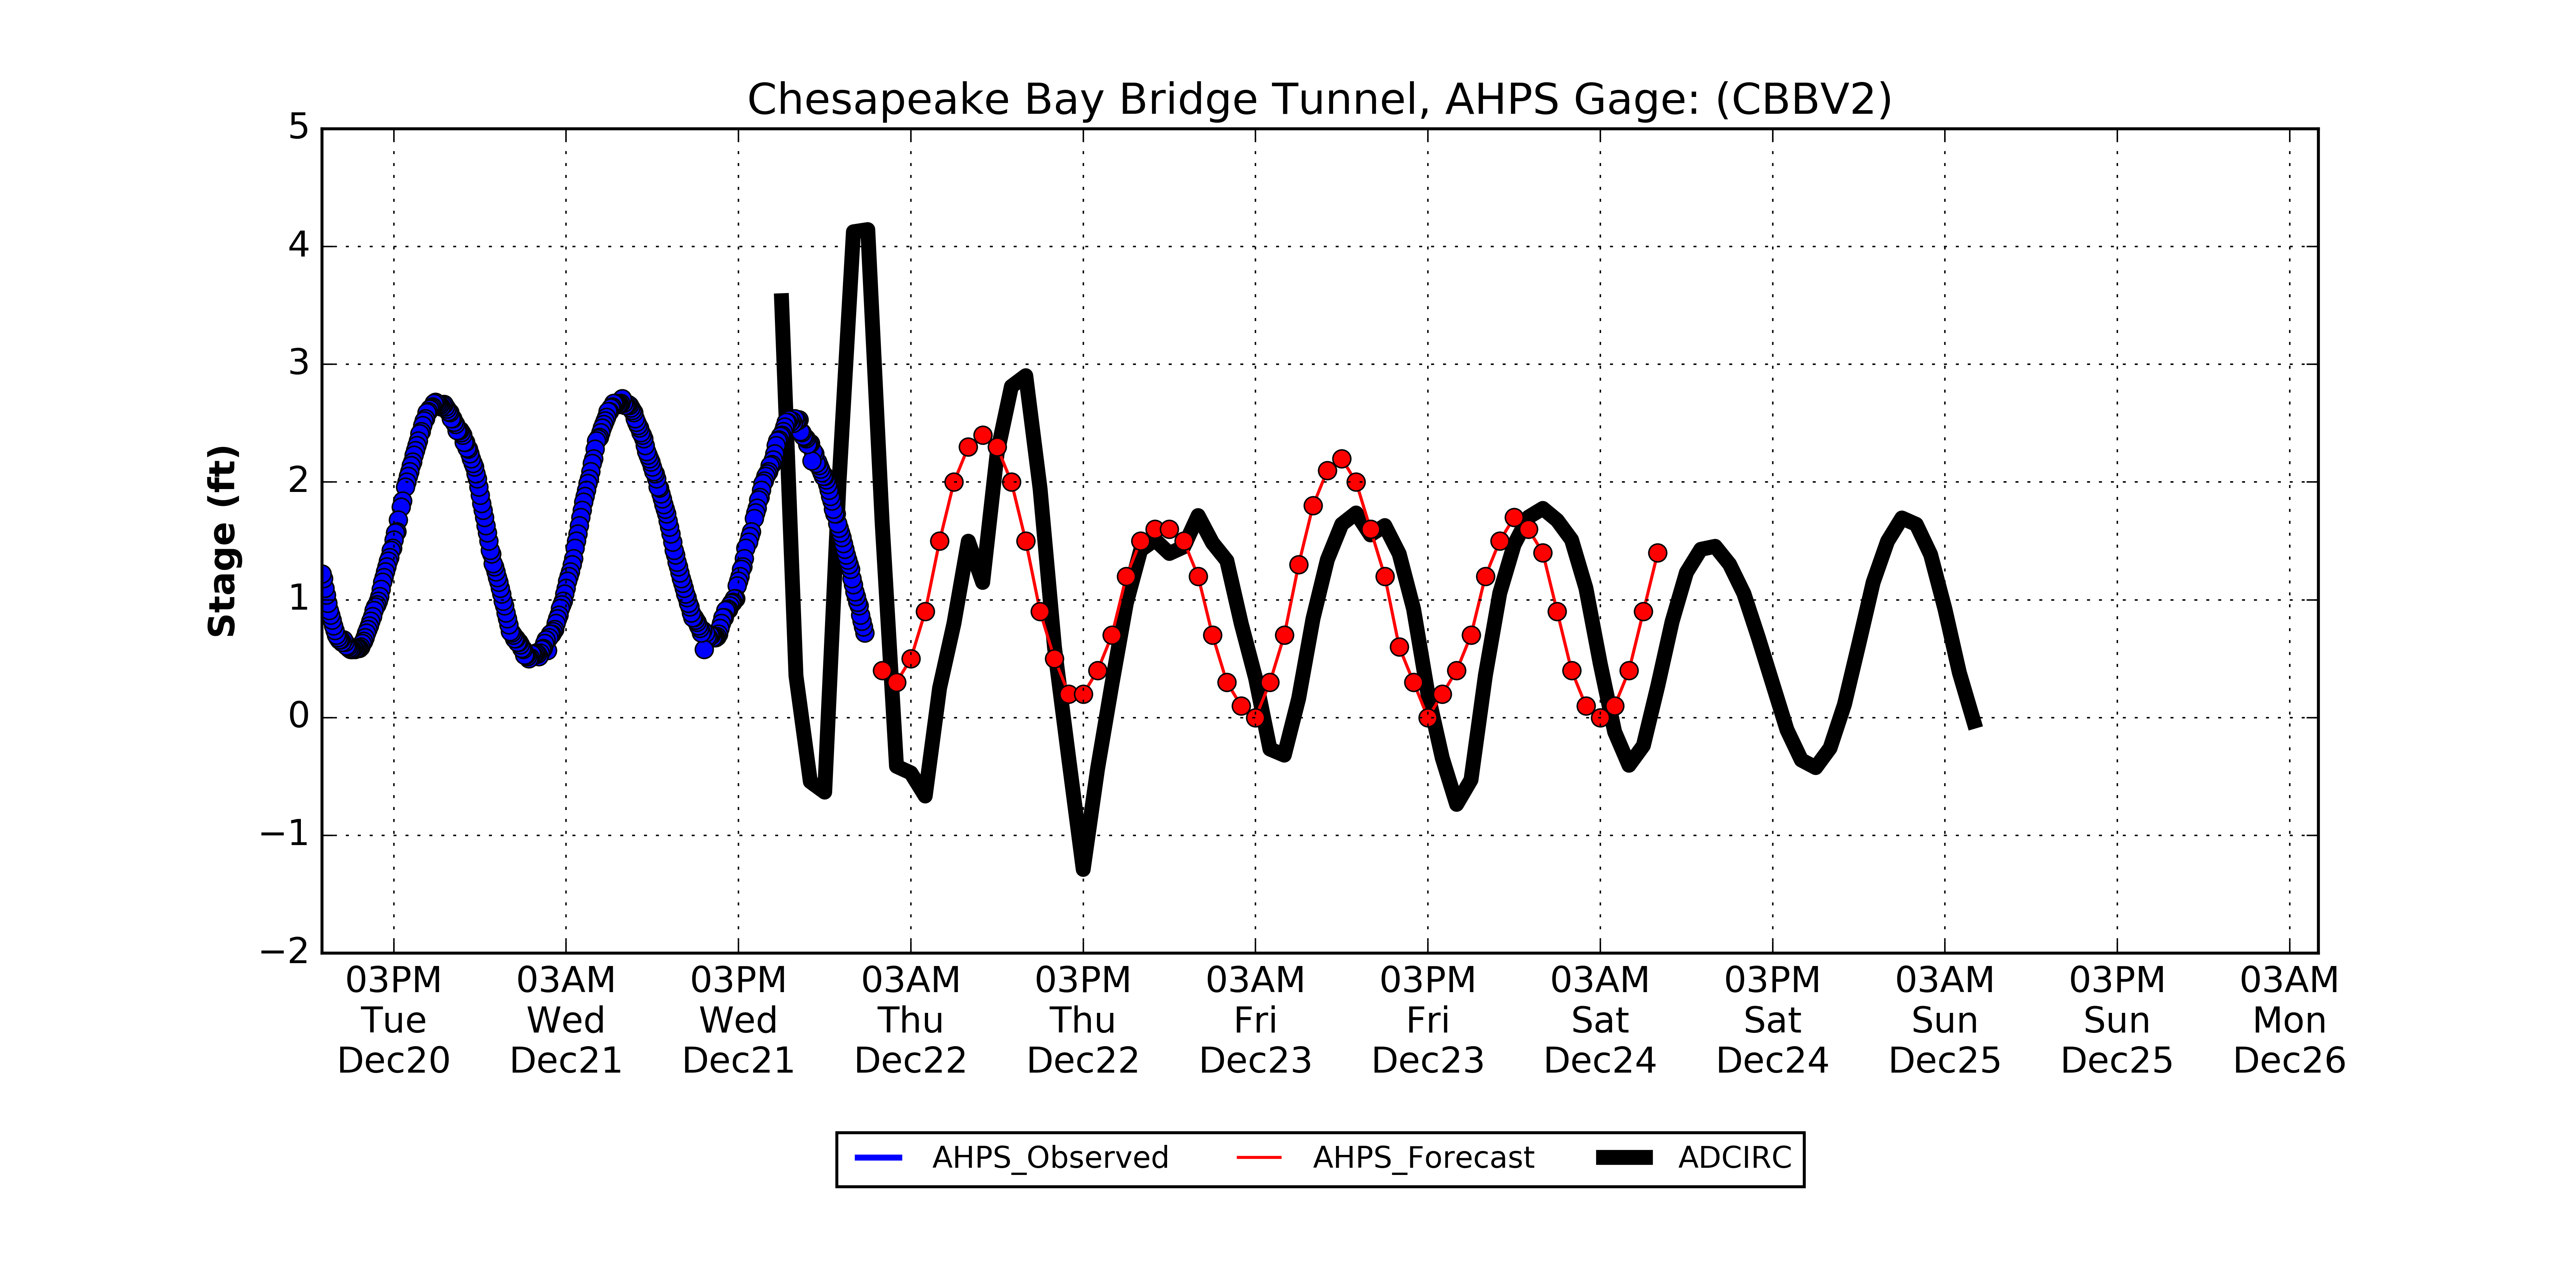 Chesapeake Bay Bridge Tunnel, AHPS Gage: (CBBV2)
5
4
3
2
1
0
−1
−2
Stage (ft)
03PM 03AM 03PM 03AM 03PM 03AM 03PM 03AM 03PM 03AM 03PM 03AM
Tue Wed Wed Thu Thu Fri Fri Sat Sat Sun Sun Mon
Dec20 Dec21 Dec21 Dec22 Dec22 Dec23 Dec23 Dec24 Dec24 Dec25 Dec25 Dec26
AHPS_Observed AHPS_Forecast ADCIRC